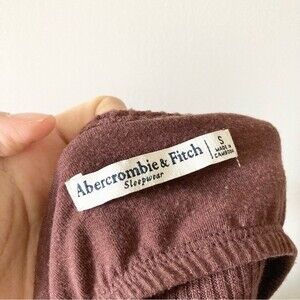 Abercrombie & Fitch
Sleepwear
S
MADE IN
CAMBODIA